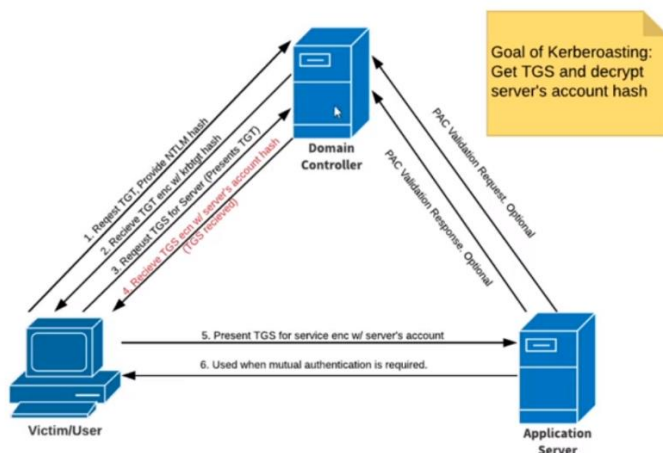 Goal of Kerberoasting:
Get TGS and decrypt
server's account hash
Domain
Controller
1. Reqest TGT, Provide NTLM hash
2. Recieve TGT enc w/ krbtgt hash
3. Reqeust TGS for Server (Presents TGT)
4. Recieve TGS ecn w/ server's account hash
(TGS recieved)
PAC Validation Request. Optional
PAC Validation Response. Optional
5. Present TGS for service enc w/ server's account
6. Used when mutual authentication is required.
Victim/User
Application
Server